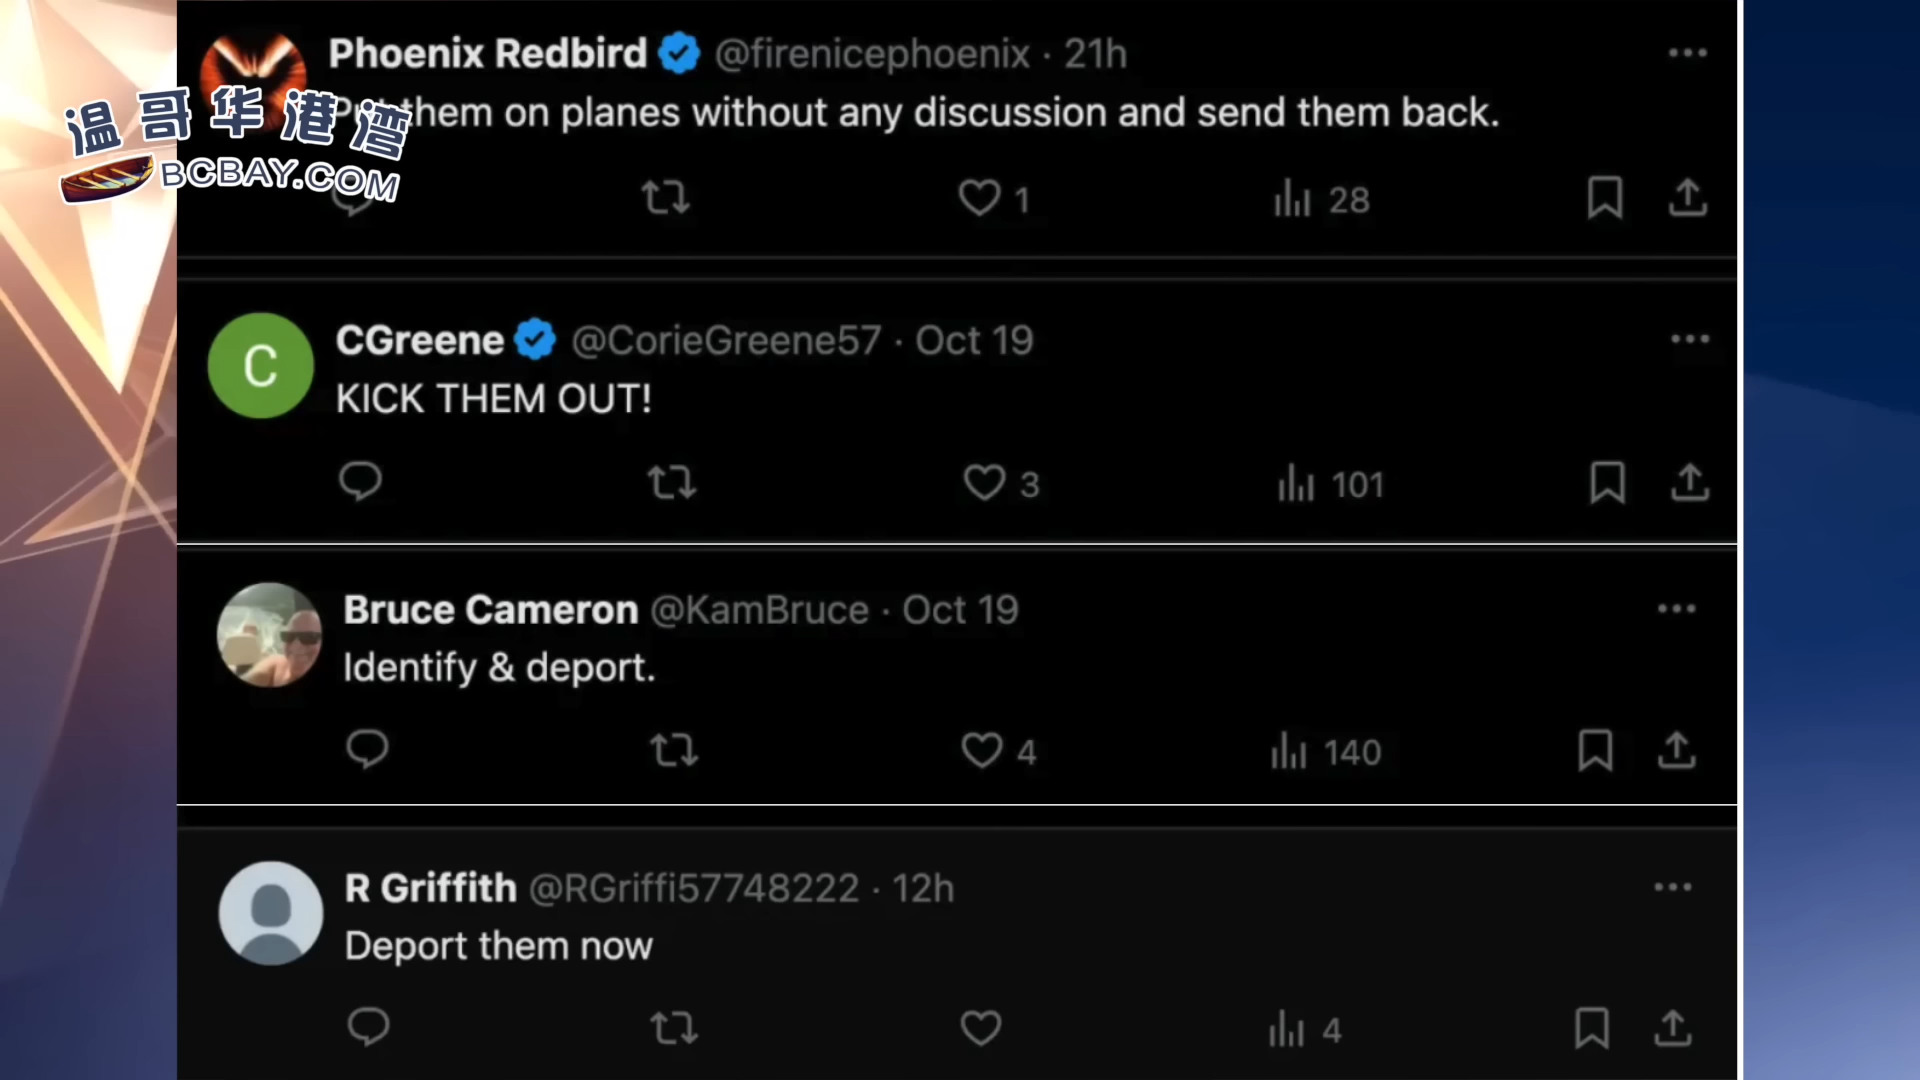 Phoenix Redbird @firenicephoenix · 21h
Put them on planes without any discussion and send them back.
1 28
温哥华港湾
BCBAY.COM
C
CGreene @CorieGreene57 · Oct 19
KICK THEM OUT!
3 101
Bruce Cameron @KamBruce · Oct 19
Identify & deport.
4 140
R Griffith @RGriffi57748222 · 12h
Deport them now
4